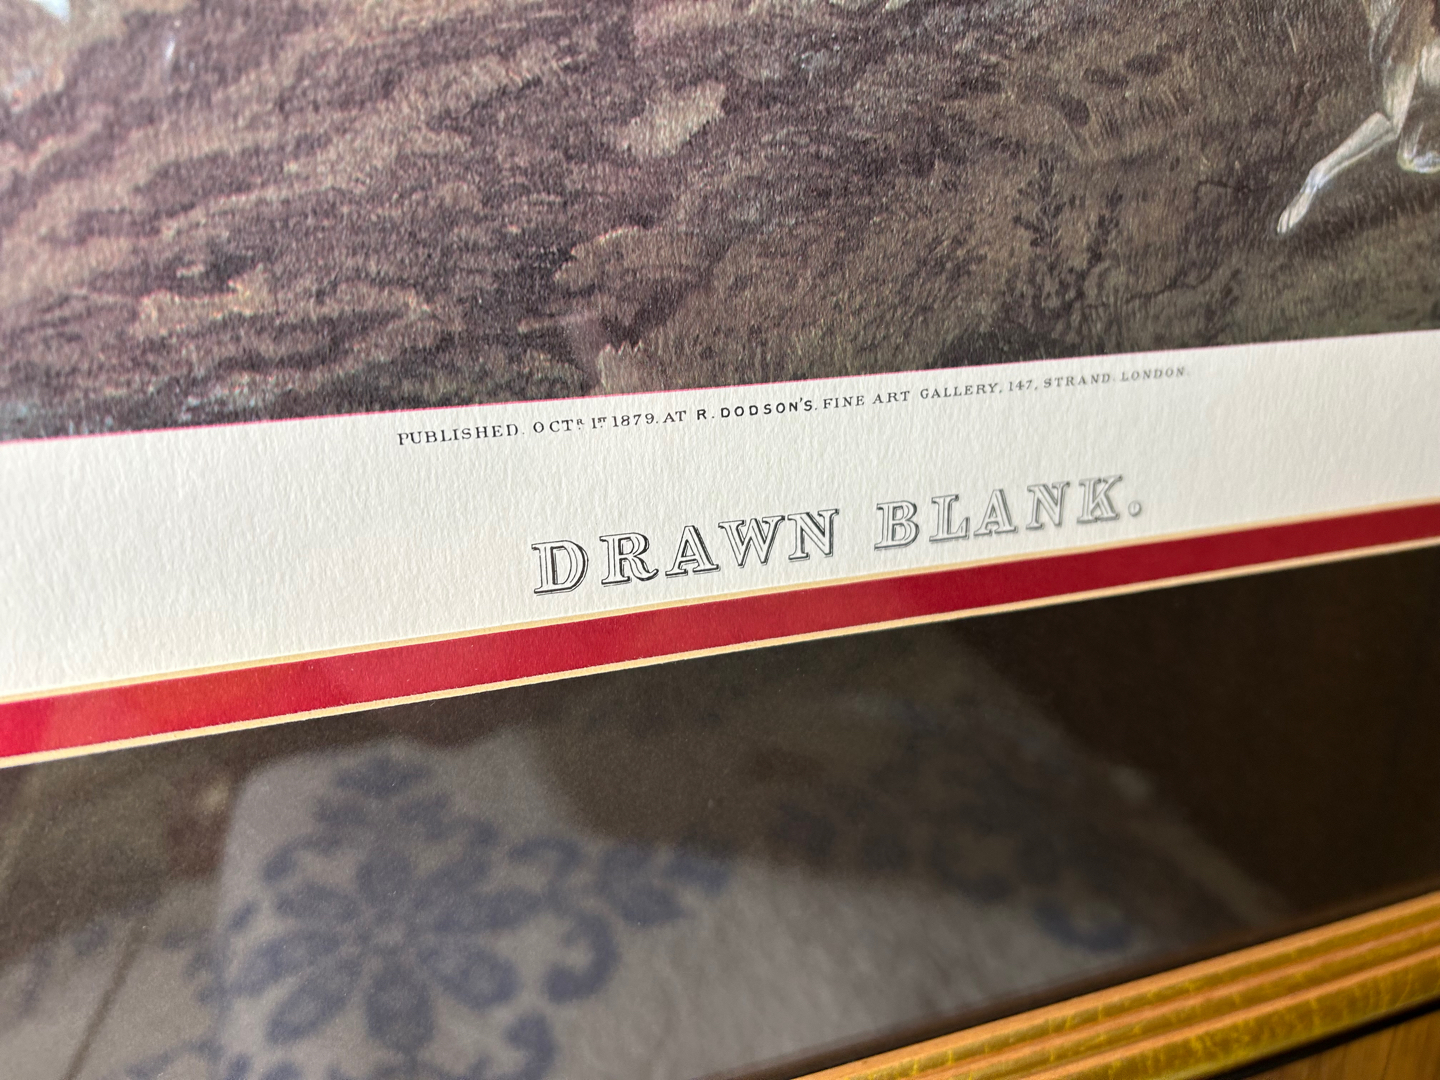 PUBLISHED. OCTR. 1ST 1879. AT R. DODSON'S. FINE ART GALLERY, 147, STRAND. LONDON.
DRAWN BLANK.